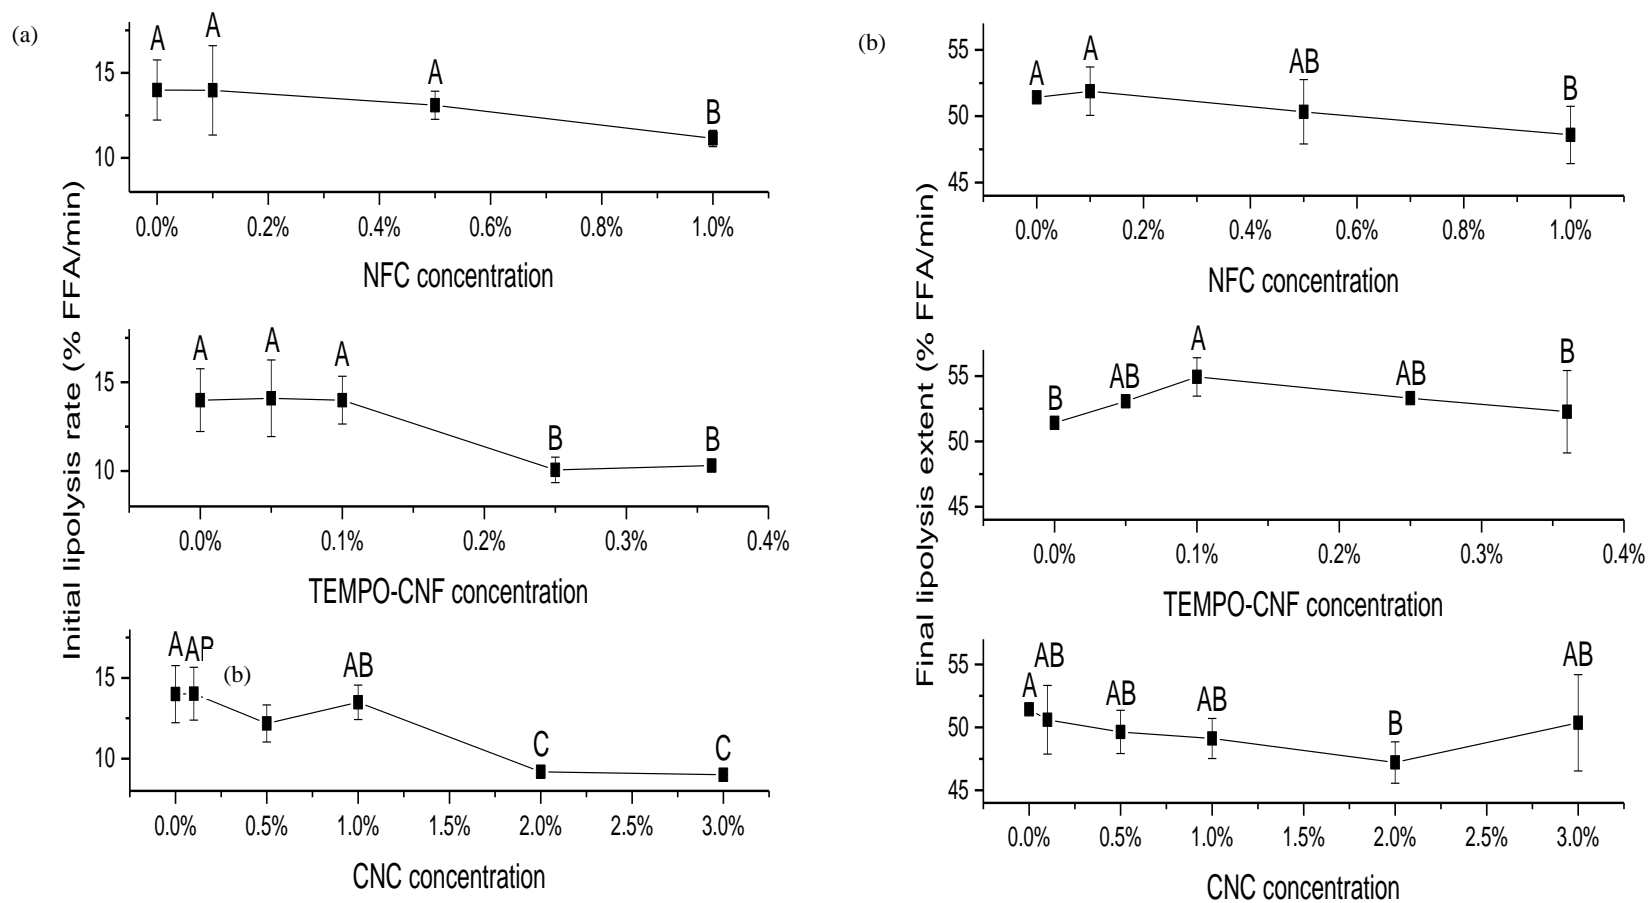 (a)
Initial lipolysis rate (% FFA/min)
A A A B
15
10
0.0% 0.2% 0.4% 0.6% 0.8% 1.0%
NFC concentration
A A A B B
15
10
0.0% 0.1% 0.2% 0.3% 0.4%
TEMPO-CNF concentration
A A AB C C
(b)
15
10
0.0% 0.5% 1.0% 1.5% 2.0% 2.5% 3.0%
CNC concentration
(b)
Final lipolysis extent (% FFA/min)
A A AB B
55
50
45
0.0% 0.2% 0.4% 0.6% 0.8% 1.0%
NFC concentration
B AB A AB B
55
50
45
0.0% 0.1% 0.2% 0.3% 0.4%
TEMPO-CNF concentration
A AB AB AB B AB
55
50
45
0.0% 0.5% 1.0% 1.5% 2.0% 2.5% 3.0%
CNC concentration